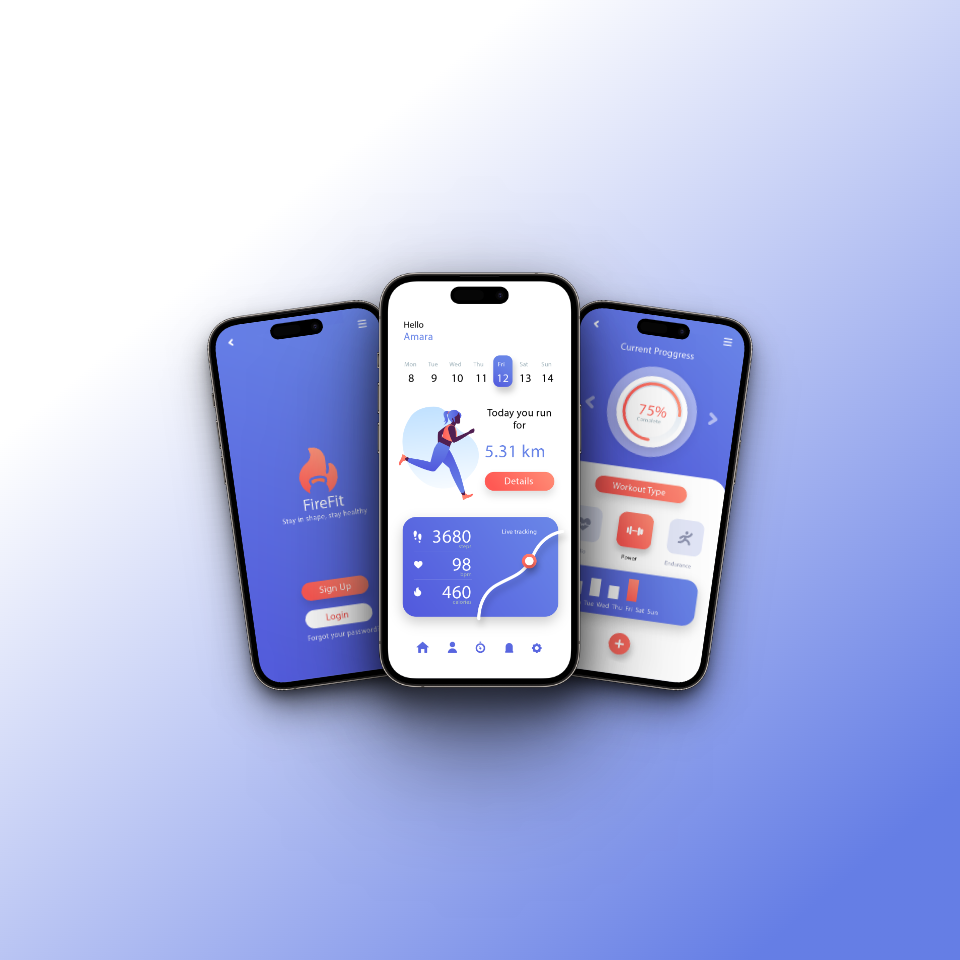 FireFit
Stay in shape, stay healthy
Sign Up
Login
Forgot your password
Hello
Amara
Mon Tue Wed Thu Fri Sat Sun
8 9 10 11 12 13 14
Today you run
for
5.31 km
Details
3680
steps
Live tracking
98
bpm
460
Current Proggress
75%
Complete
Workout Type
Power
Endurance
Tue Wed Thu Fri Sat Sun